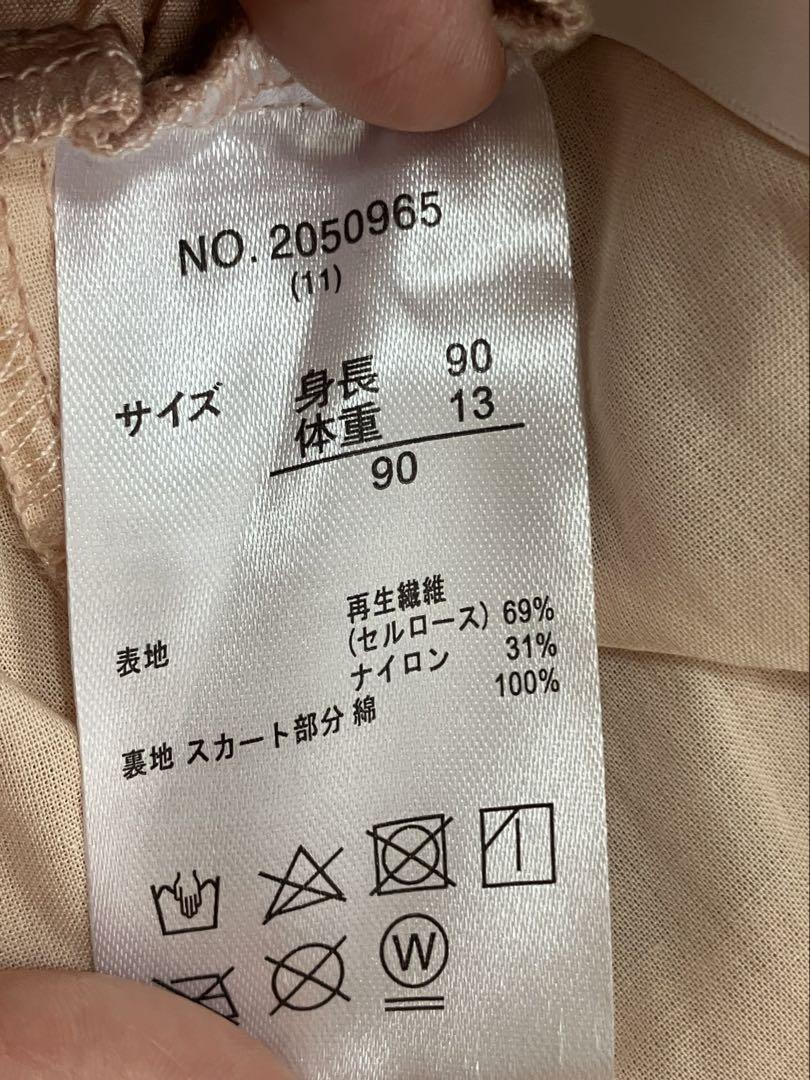 NO. 2050965
(11)
サイズ 身長 90
体重 13
90
表地 再生繊維
(セルロース) 69%
ナイロン 31%
裏地 スカート部分 綿 100%
W